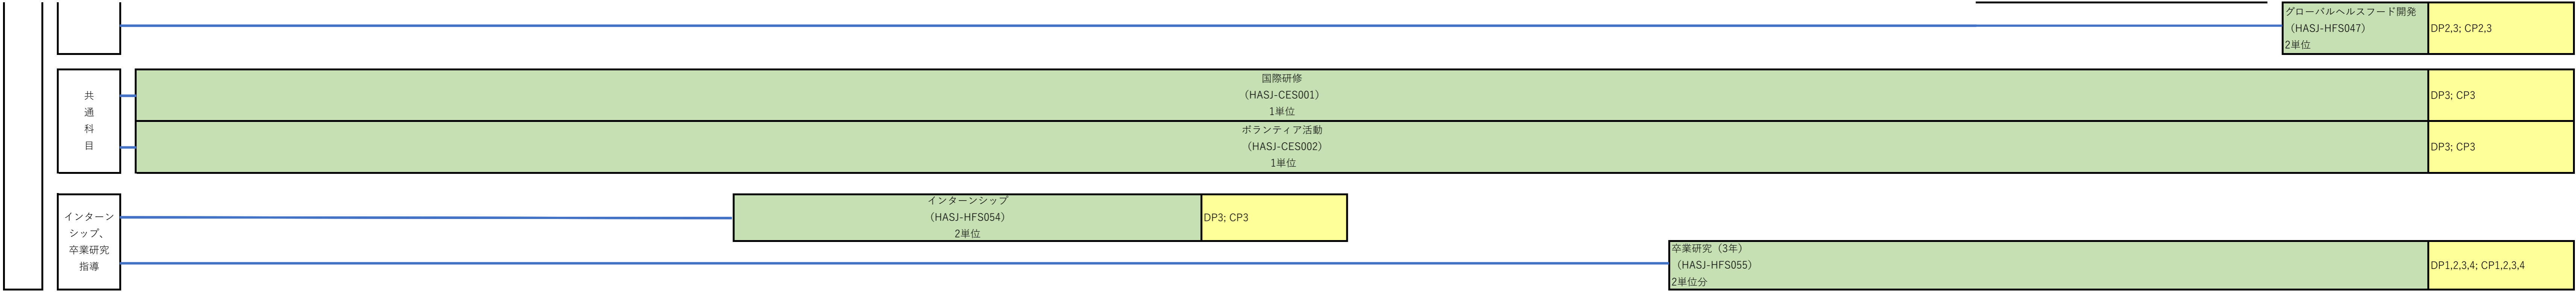 グローバルヘルスフード開発
（HASJ-HFS047）
2単位
DP2,3; CP2,3
共
通
科
目
国際研修
（HASJ-CES001）
1単位
DP3; CP3
ボランティア活動
（HASJ-CES002）
1単位
DP3; CP3
インターン
シップ、
卒業研究
指導
インターンシップ
（HASJ-HFS054）
2単位
DP3; CP3
卒業研究（3年）
（HASJ-HFS055）
2単位分
DP1,2,3,4; CP1,2,3,4